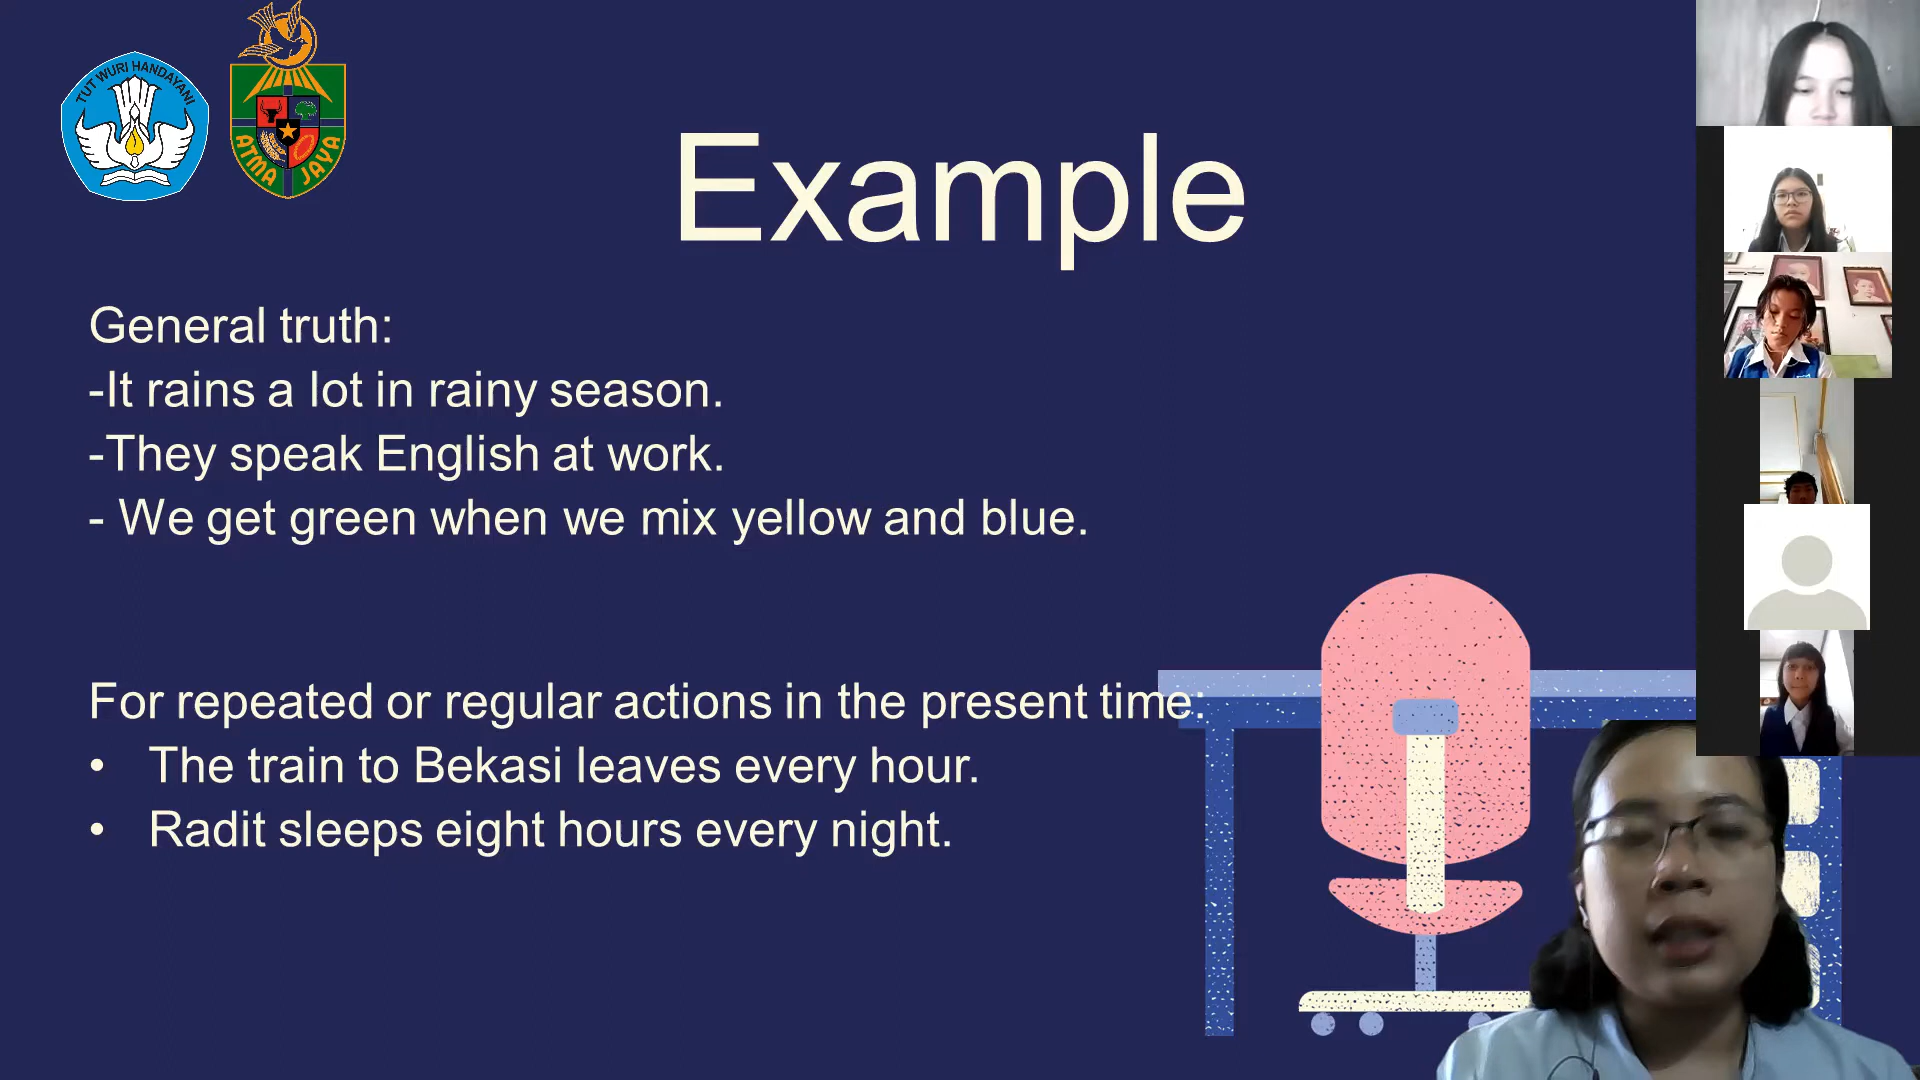 TUT WURI HANDAYANI
ATMA JAYA
Example
General truth:
-It rains a lot in rainy season.
-They speak English at work.
- We get green when we mix yellow and blue.
For repeated or regular actions in the present time:
• The train to Bekasi leaves every hour.
• Radit sleeps eight hours every night.